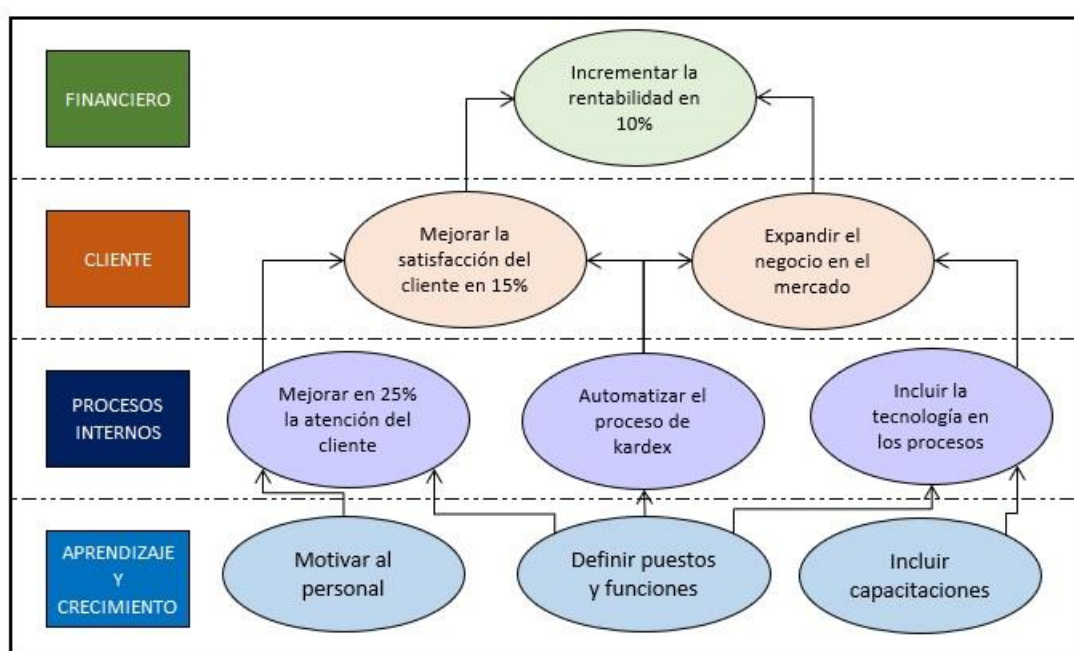 FINANCIERO
Incrementar la
rentabilidad en
10%
CLIENTE
Mejorar la
satisfacción del
cliente en 15%
Expandir el
negocio en el
mercado
PROCESOS
INTERNOS
Mejorar en 25%
la atención del
cliente
Automatizar el
proceso de
kardex
Incluir la
tecnología en
los procesos
APRENDIZAJE
Y
CRECIMIENTO
Motivar al
personal
Definir puestos
y funciones
Incluir
capacitaciones